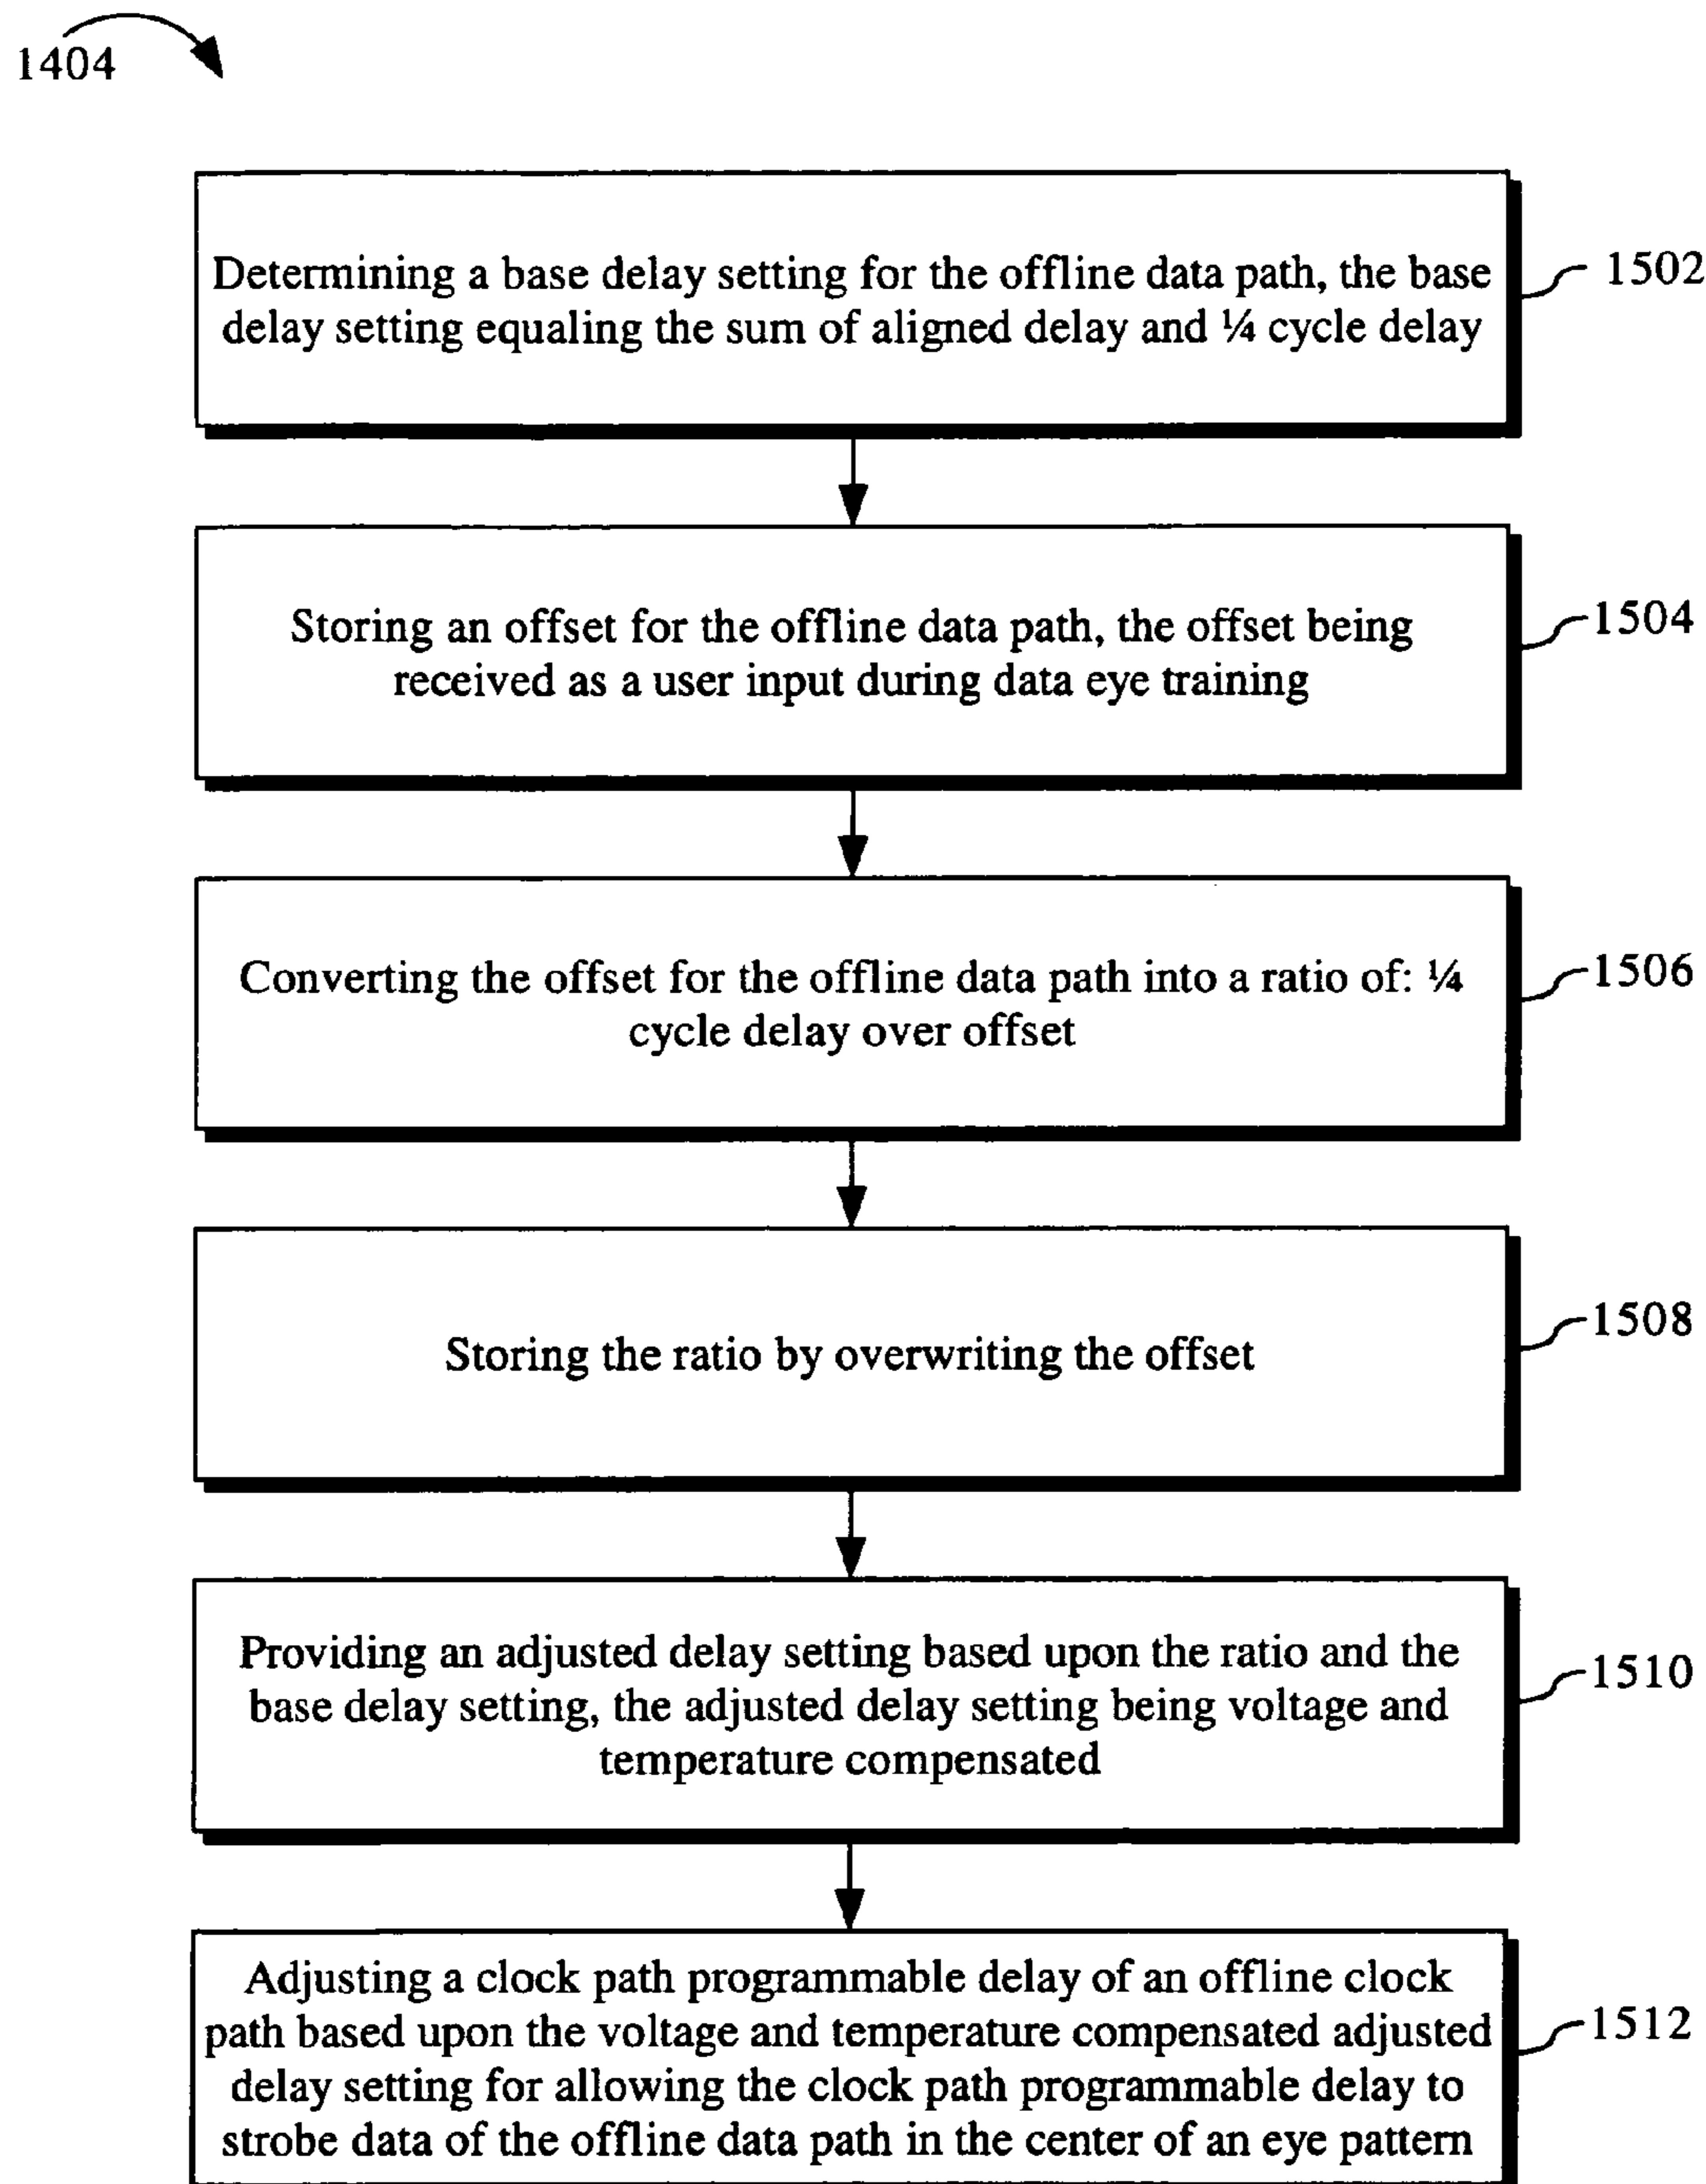 1404
Determining a base delay setting for the offline data path, the base
delay setting equaling the sum of aligned delay and ¼ cycle delay
1502
Storing an offset for the offline data path, the offset being
received as a user input during data eye training
1504
Converting the offset for the offline data path into a ratio of: ¼
cycle delay over offset
1506
Storing the ratio by overwriting the offset
1508
Providing an adjusted delay setting based upon the ratio and the
base delay setting, the adjusted delay setting being voltage and
temperature compensated
1510
Adjusting a clock path programmable delay of an offline clock
path based upon the voltage and temperature compensated adjusted
delay setting for allowing the clock path programmable delay to
strobe data of the offline data path in the center of an eye pattern
1512